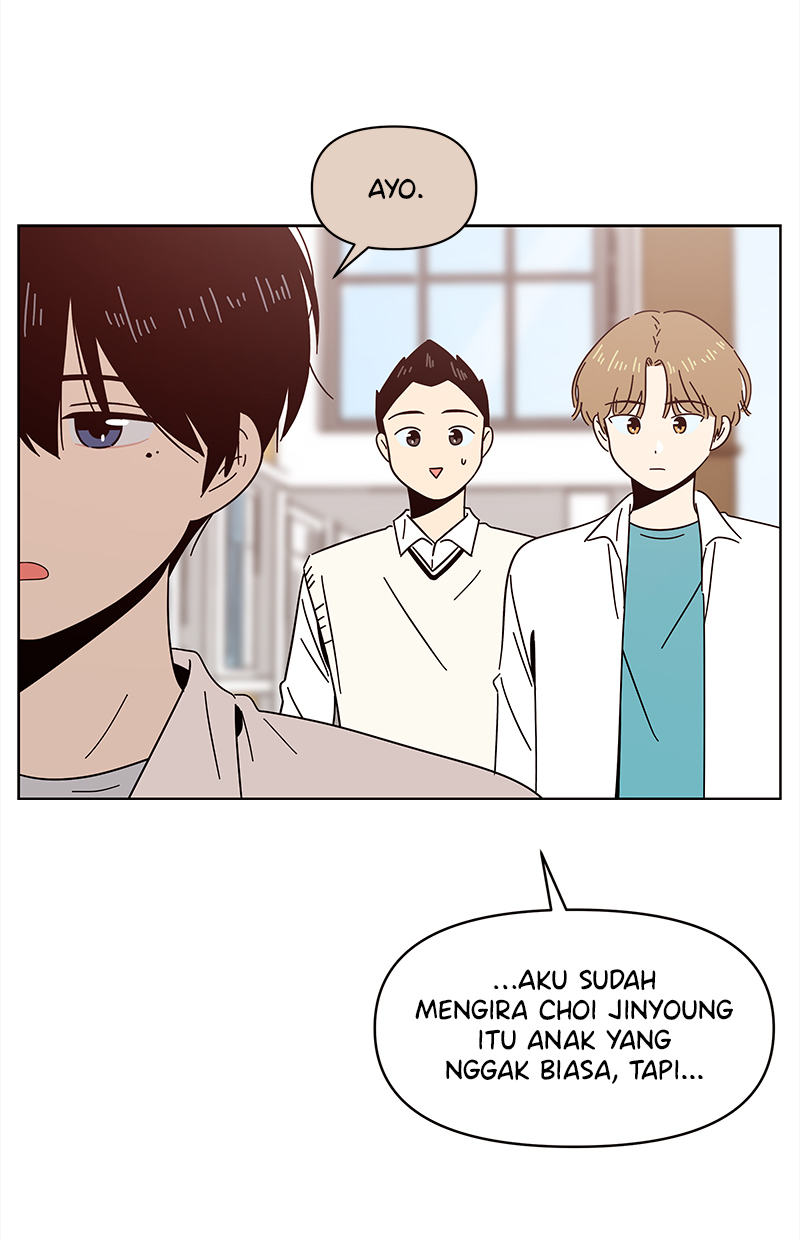 AYO.
...AKU SUDAH
MENGIRA CHOI JINYOUNG
ITU ANAK YANG
NGGAK BIASA, TAPI...